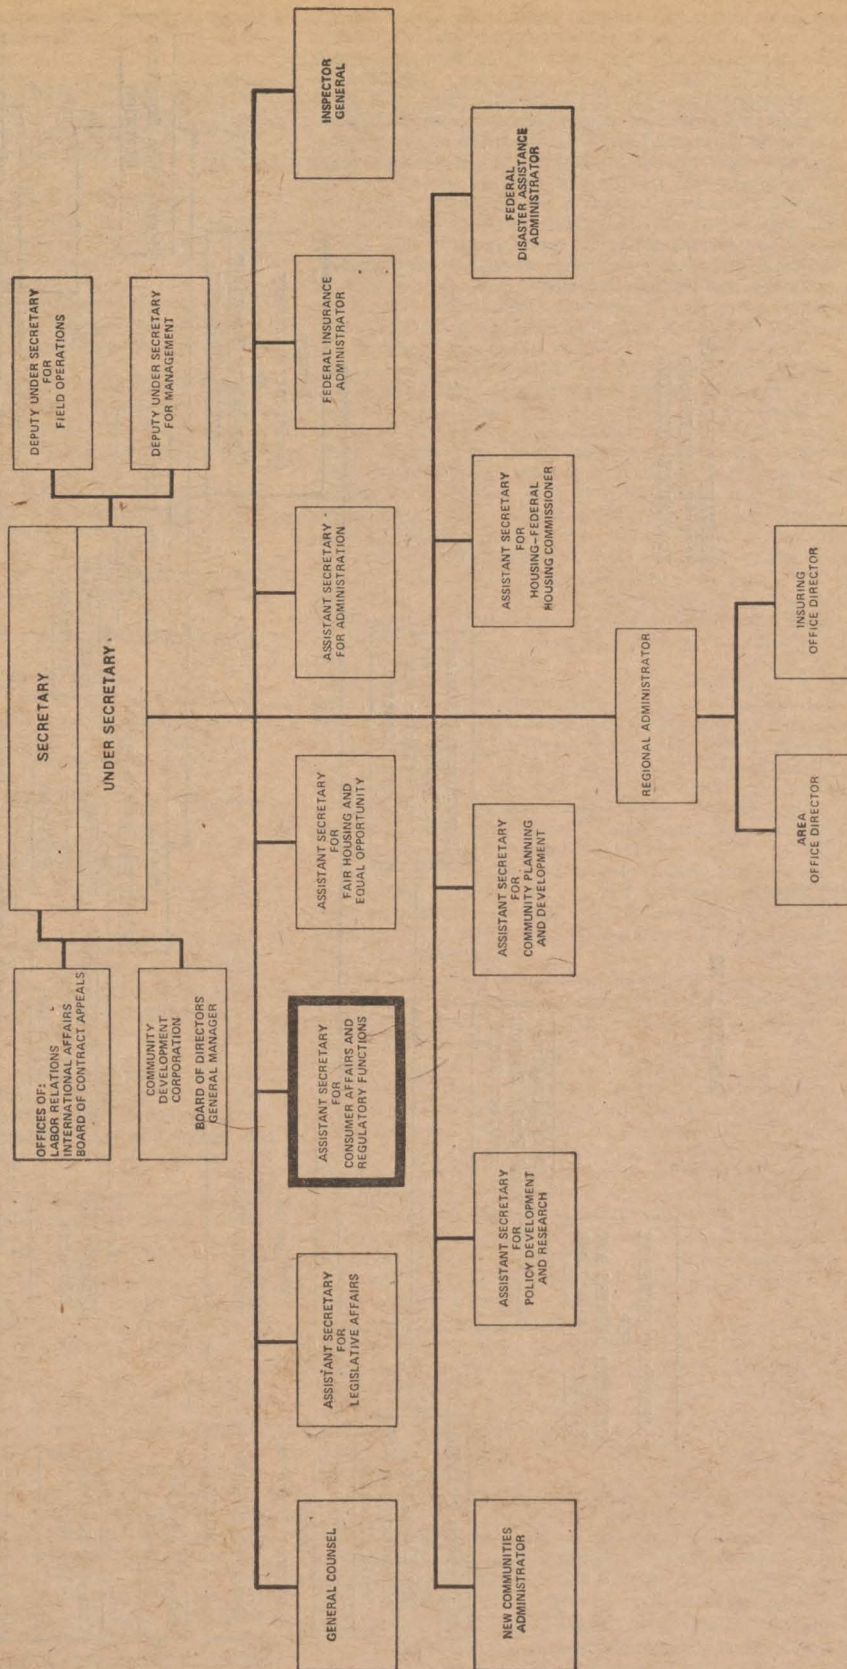 SECRETARY
UNDER SECRETARY
OFFICES OF:
LABOR RELATIONS
INTERNATIONAL AFFAIRS
BOARD OF CONTRACT APPEALS
COMMUNITY
DEVELOPMENT
CORPORATION
BOARD OF DIRECTORS
GENERAL MANAGER
DEPUTY UNDER SECRETARY
FOR
FIELD OPERATIONS
DEPUTY UNDER SECRETARY
FOR MANAGEMENT
GENERAL COUNSEL
ASSISTANT SECRETARY
FOR
LEGISLATIVE AFFAIRS
ASSISTANT SECRETARY
FOR
CONSUMER AFFAIRS AND
REGULATORY FUNCTIONS
ASSISTANT SECRETARY
FOR
FAIR HOUSING AND
EQUAL OPPORTUNITY
ASSISTANT SECRETARY
FOR ADMINISTRATION
FEDERAL INSURANCE
ADMINISTRATOR
INSPECTOR
GENERAL
NEW COMMUNITIES
ADMINISTRATOR
ASSISTANT SECRETARY
FOR
POLICY DEVELOPMENT
AND RESEARCH
ASSISTANT SECRETARY
FOR
COMMUNITY PLANNING
AND DEVELOPMENT
ASSISTANT SECRETARY
FOR
HOUSING-FEDERAL
HOUSING COMMISSIONER
FEDERAL
DISASTER ASSISTANCE
ADMINISTRATOR
REGIONAL ADMINISTRATOR
AREA
OFFICE DIRECTOR
INSURING
OFFICE DIRECTOR